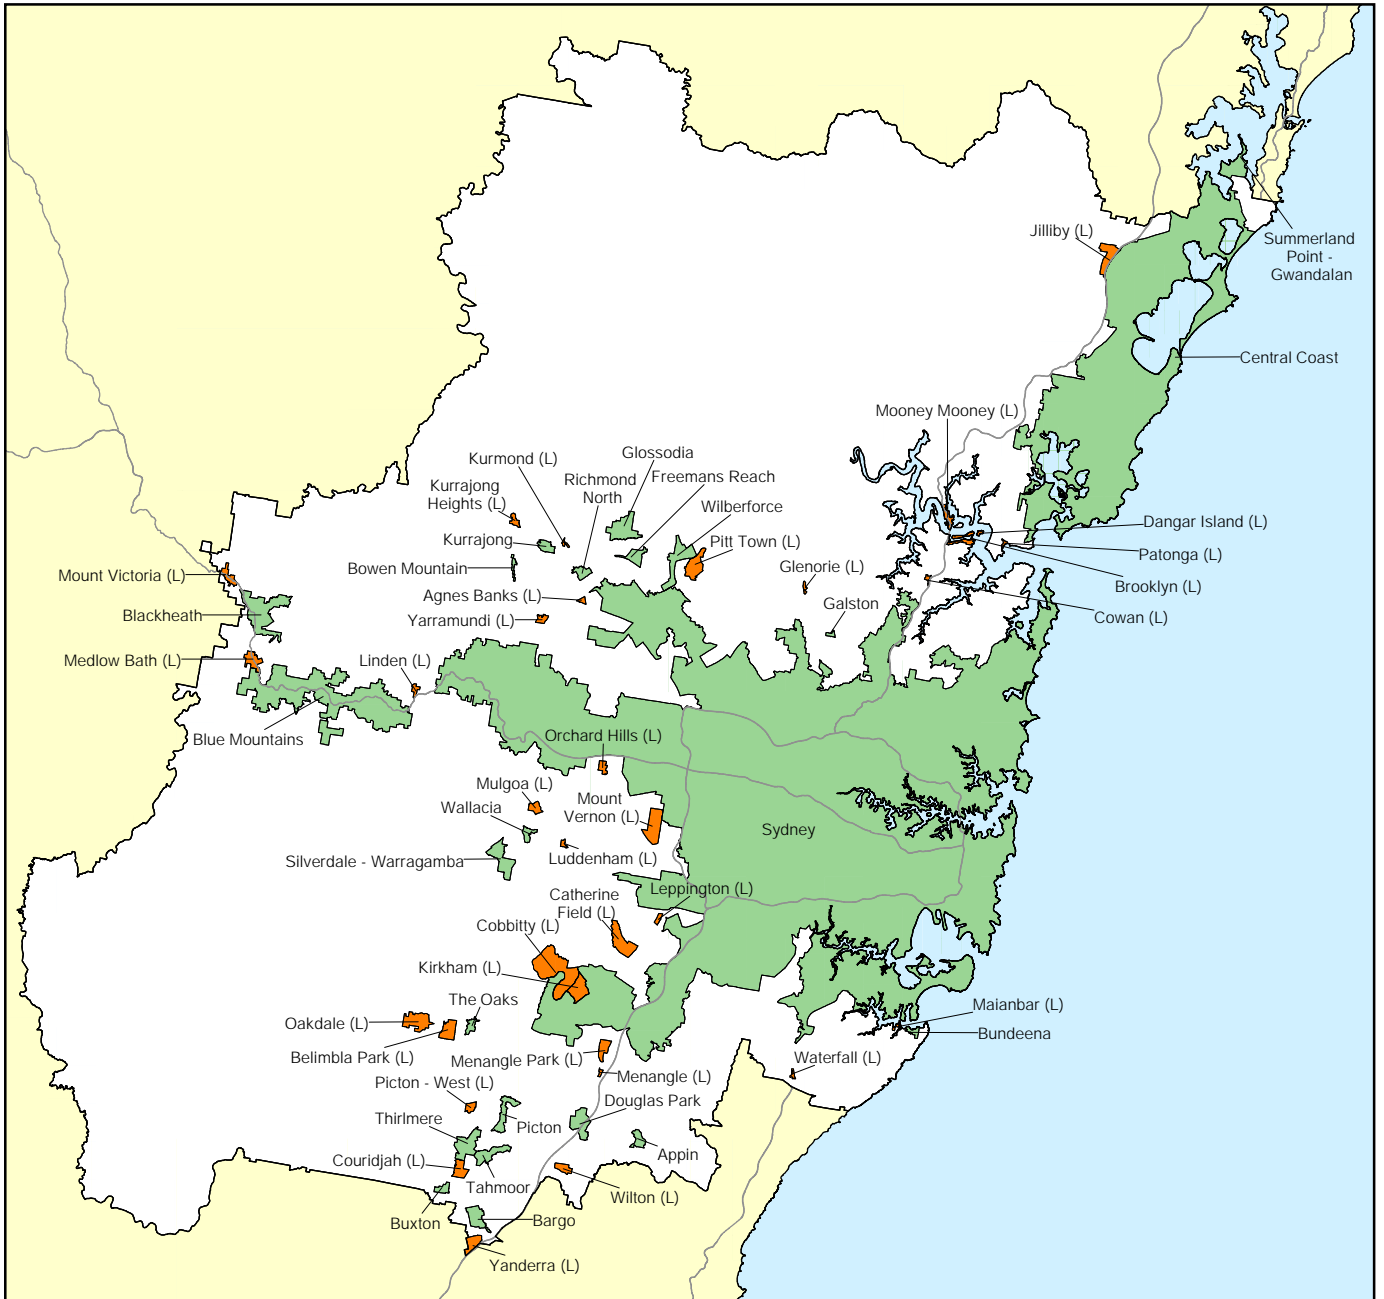 Jilliby (L)
Summerland
Point -
Gwandalan
Central Coast
Mooney Mooney (L)
Glossodia
Kurmond (L)
Richmond
North
Freemans Reach
Kurrajong
Heights (L)
Wilberforce
Dangar Island (L)
Kurrajong
Pitt Town (L)
Patonga (L)
Bowen Mountain
Glenorie (L)
Mount Victoria (L)
Brooklyn (L)
Agnes Banks (L)
Galston
Blackheath
Yarramundi (L)
Cowan (L)
Medlow Bath (L)
Linden (L)
Blue Mountains
Orchard Hills (L)
Mulgoa (L)
Mount
Vernon (L)
Wallacia
Sydney
Silverdale - Warragamba
Luddenham (L)
Leppington (L)
Catherine
Field (L)
Cobbitty (L)
Kirkham (L)
The Oaks
Maianbar (L)
Oakdale (L)
Bundeena
Belimbla Park (L)
Menangle Park (L)
Waterfall (L)
Menangle (L)
Picton - West (L)
Douglas Park
Thirlmere
Picton
Appin
Couridjah (L)
Tahmoor
Wilton (L)
Buxton
Bargo
Yanderra (L)